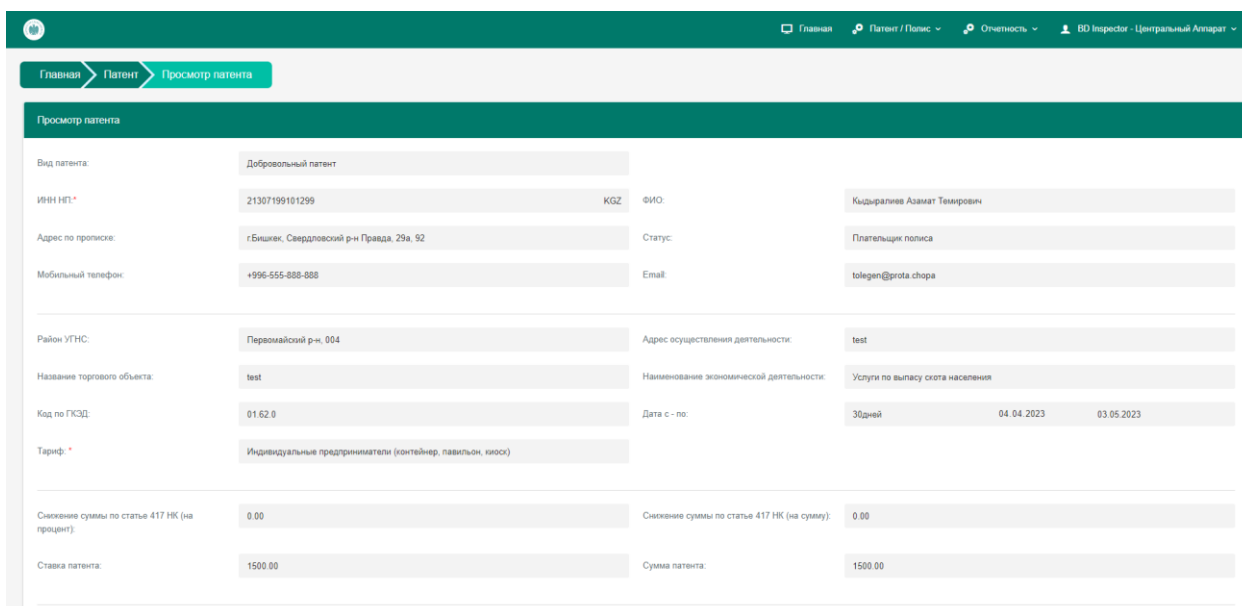 Главная Патент / Полис Отчетность BD Inspector - Центральный Аппарат
Главная Патент Просмотр патента
Просмотр патента
Вид патента: Добровольный патент
ИНН НП:* 21307199101299 KGZ ФИО: Кыдыралиев Азамат Темирович
Адрес по прописке: г.Бишкек, Свердловский р-н Правда, 29а, 92 Статус: Плательщик полиса
Мобильный телефон: +996-555-888-888 Email: tolegen@prota.chopa
Район УГНС: Первомайский р-н, 004 Адрес осуществления деятельности: test
Название торгового объекта: test Наименование экономической деятельности: Услуги по выпасу скота населения
Код по ГКЭД: 01.62.0 Дата с - по: 30дней 04.04.2023 03.05.2023
Тариф: * Индивидуальные предприниматели (контейнер, павильон, киоск)
Снижение суммы по статье 417 НК (на
процент): 0.00 Снижение суммы по статье 417 НК (на сумму): 0.00
Ставка патента: 1500.00 Сумма патента: 1500.00